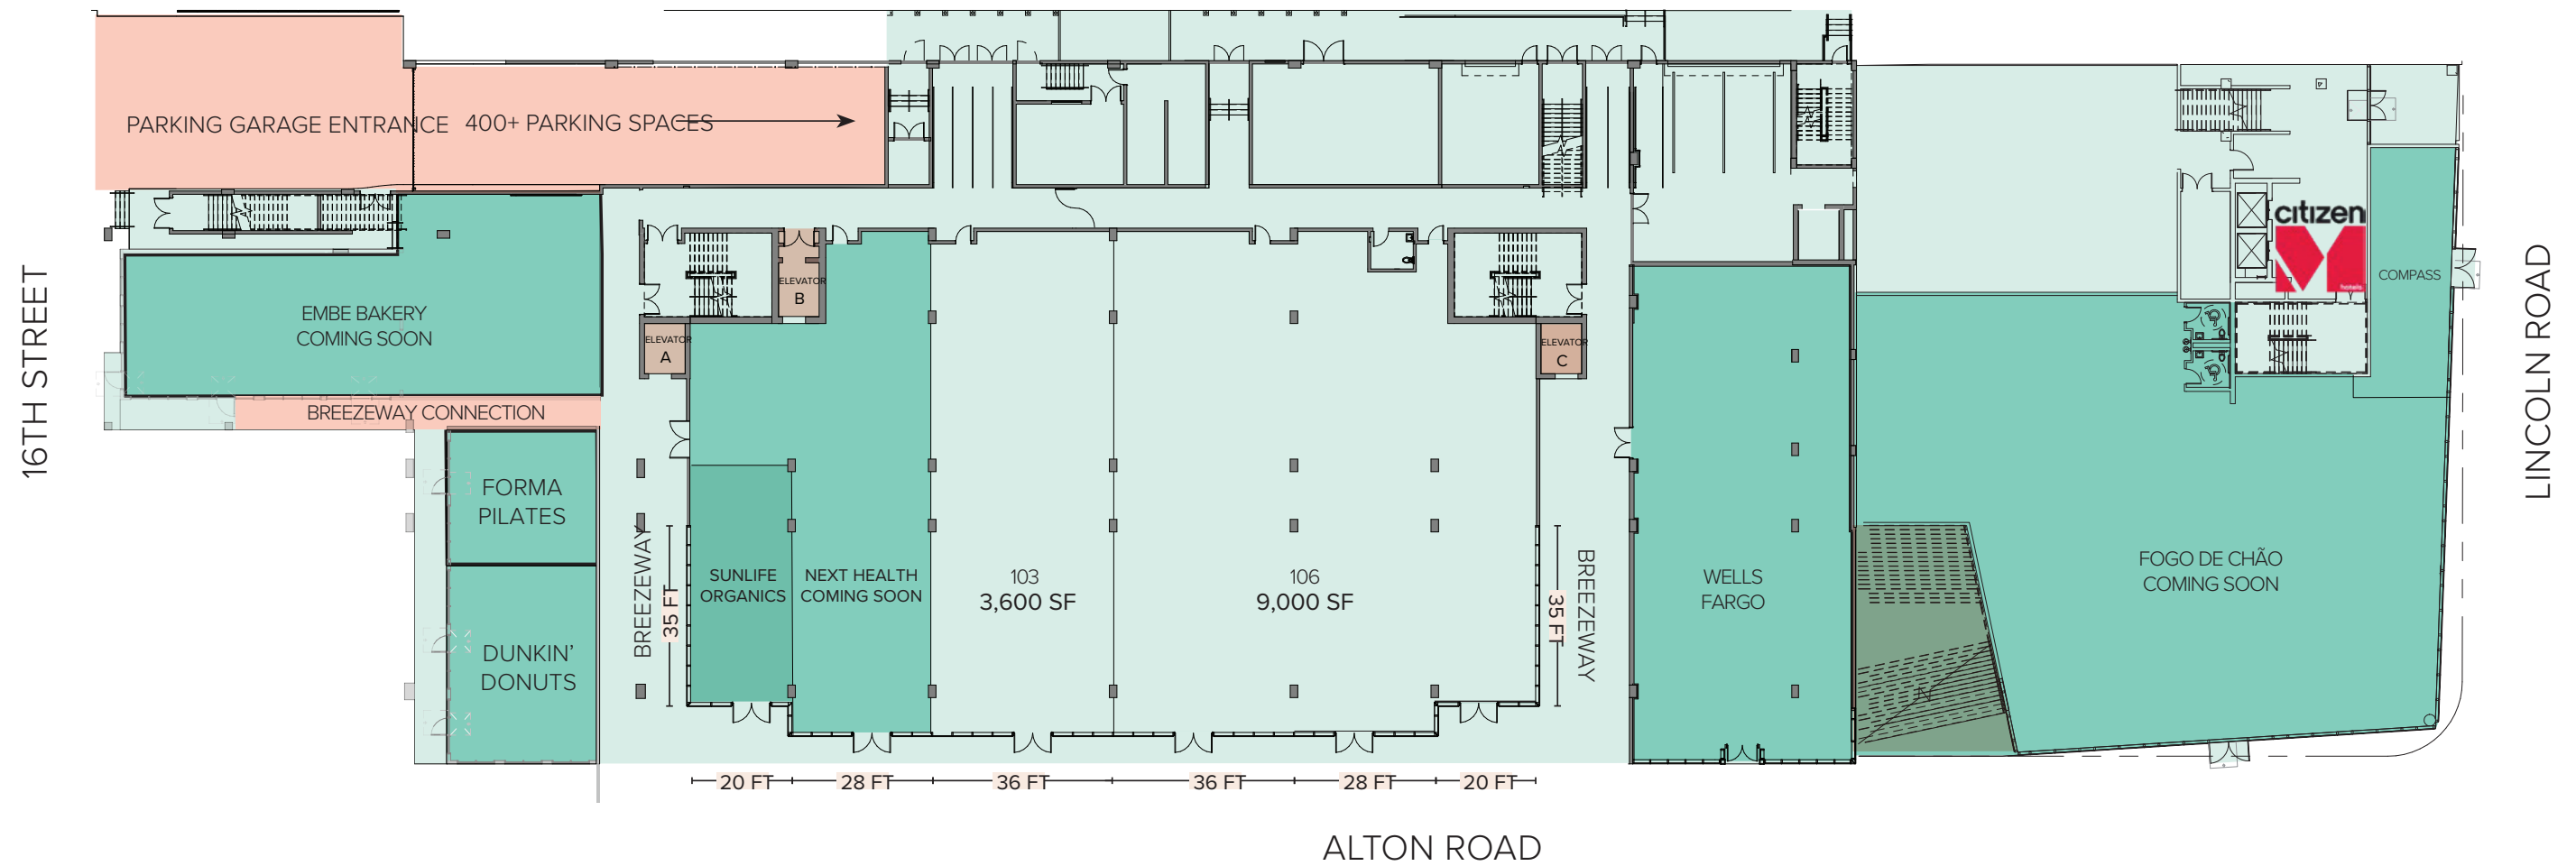 PARKING GARAGE ENTRANCE
400+ PARKING SPACES
16TH STREET
EMBE BAKERY
COMING SOON
BREEZEWAY CONNECTION
FORMA
PILATES
DUNKIN'
DONUTS
BREEZEWAY
35 FT
ELEVATOR
A
ELEVATOR
B
SUNLIFE
ORGANICS
NEXT HEALTH
COMING SOON
103
3,600 SF
106
9,000 SF
ELEVATOR
C
35 FT
BREEZEWAY
WELLS
FARGO
citizen
M
hotels
COMPASS
FOGO DE CHÃO
COMING SOON
LINCOLN ROAD
20 FT
28 FT
36 FT
36 FT
28 FT
20 FT
ALTON ROAD